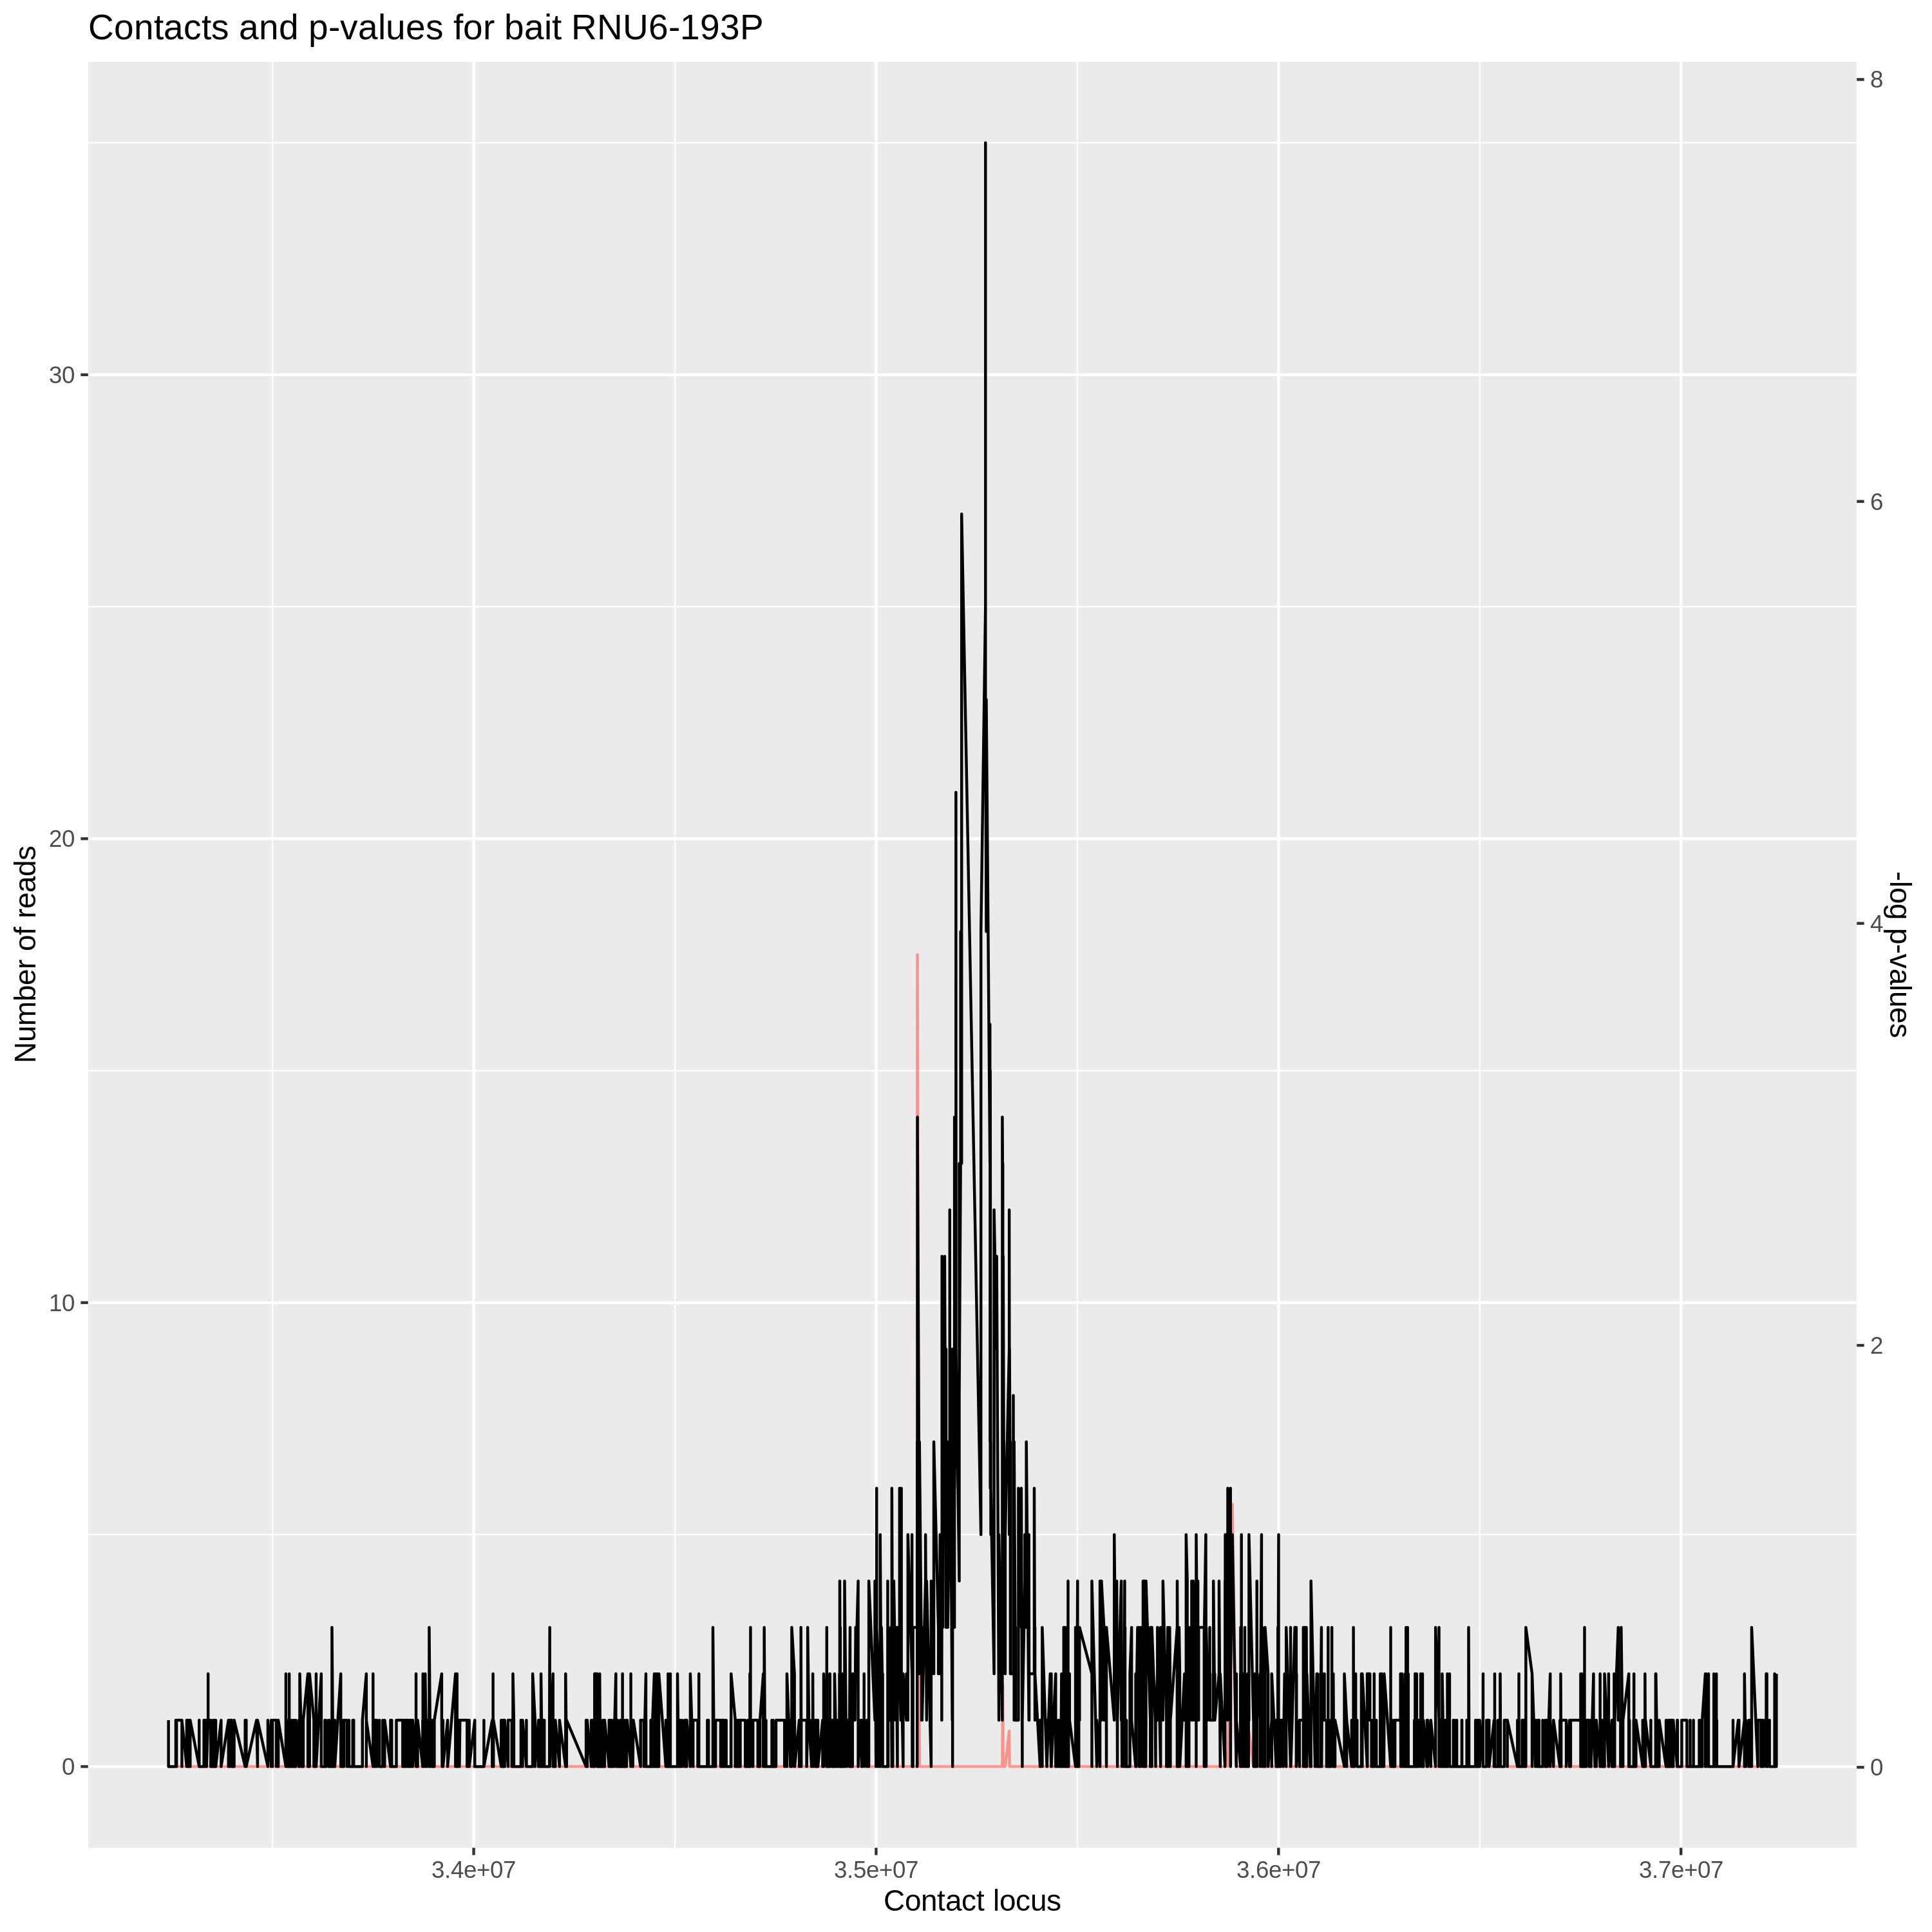 Contacts and p-values for bait RNU6-193P
8
6
4
2
0
30
20
10
0
Number of reads
-log p-values
3.4e+07 3.5e+07 3.6e+07 3.7e+07
Contact locus